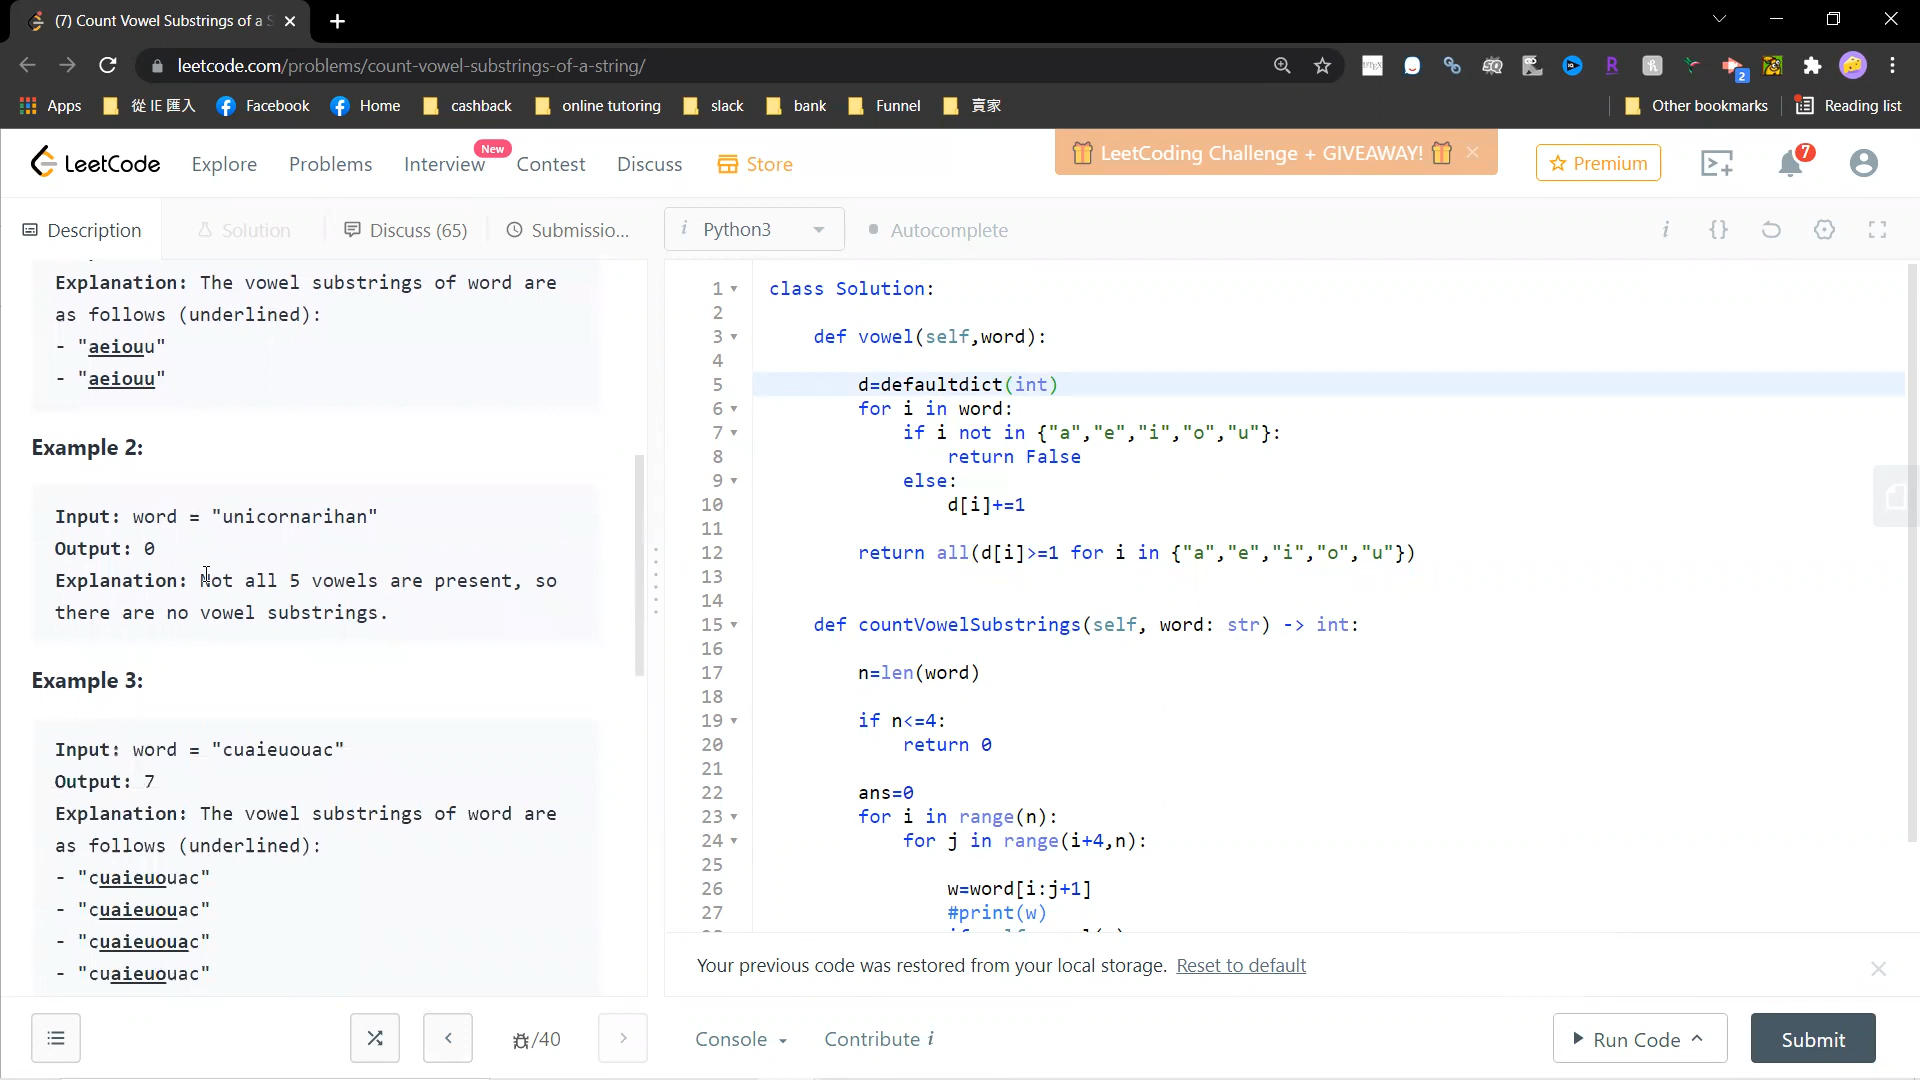 (7) Count Vowel Substrings of a S
leetcode.com/problems/count-vowel-substrings-of-a-string/
2
Apps 從 IE 匯入 Facebook Home cashback online tutoring slack bank Funnel 賣家 Other bookmarks Reading list
LeetCode Explore Problems Interview New Contest Discuss Store LeetCoding Challenge + GIVEAWAY! Premium 7
Description Solution Discuss (65) Submissio... i Python3 Autocomplete i {}
Explanation: The vowel substrings of word are
as follows (underlined):
- "aeiouu"
- "aeiouu"
Example 2:
Input: word = "unicornarihan"
Output: 0
Explanation: Not all 5 vowels are present, so
there are no vowel substrings.
Example 3:
Input: word = "cuaieuouac"
Output: 7
Explanation: The vowel substrings of word are
as follows (underlined):
- "cuaieuouac"
- "cuaieuouac"
- "cuaieuouac"
- "cuaieuouac"
1 class Solution:
2
3 def vowel(self,word):
4
5 d=defaultdict(int)
6 for i in word:
7 if i not in {"a","e","i","o","u"}:
8 return False
9 else:
10 d[i]+=1
11
12 return all(d[i]>=1 for i in {"a","e","i","o","u"})
13
14
15 def countVowelSubstrings(self, word: str) -> int:
16
17 n=len(word)
18
19 if n<=4:
20 return 0
21
22 ans=0
23 for i in range(n):
24 for j in range(i+4,n):
25
26 w=word[i:j+1]
27 #print(w)
Your previous code was restored from your local storage. Reset to default
/40 Console Contribute i Run Code Submit